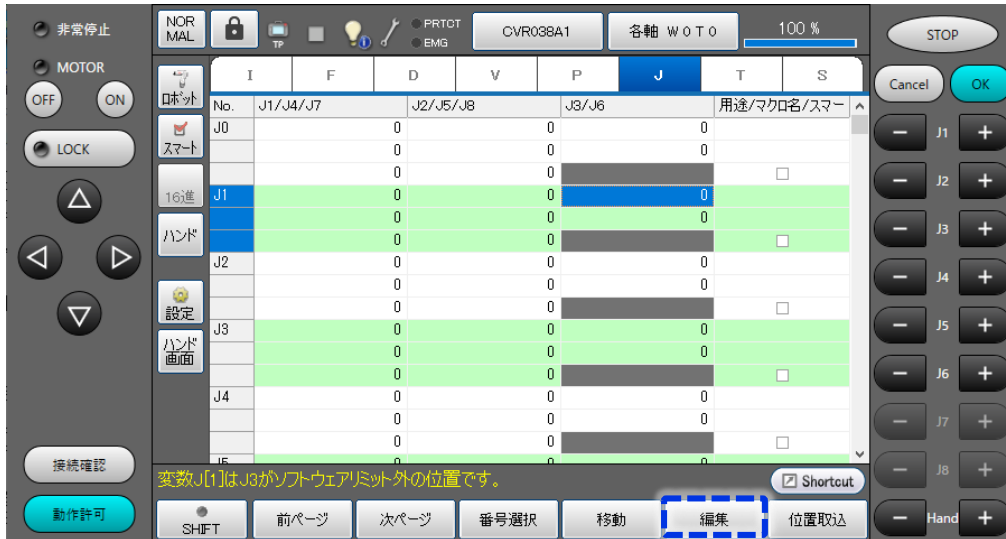 非常停止
MOTOR
OFF
ON
LOCK
接続確認
動作許可
NOR
MAL
TP
PRTCT
EMG
CVR038A1
各軸 W0T0
100 %
ロボット
スマート
16進
ハンド
設定
ハンド
画面
I F D V P J T S
No. J1/J4/J7 J2/J5/J8 J3/J6 用途/マクロ名/スマー
J0 0 0 0
0 0 0
0 0
J1 0 0 0
0 0 0
0 0
J2 0 0 0
0 0 0
0 0
J3 0 0 0
0 0 0
0 0
J4 0 0 0
0 0 0
0 0
変数J[1]はJ3がソフトウェアリミット外の位置です。
Shortcut
SHIFT
前ページ
次ページ
番号選択
移動
編集
位置取込
STOP
Cancel
OK
− J1 +
− J2 +
− J3 +
− J4 +
− J5 +
− J6 +
− J7 +
− J8 +
− Hand +